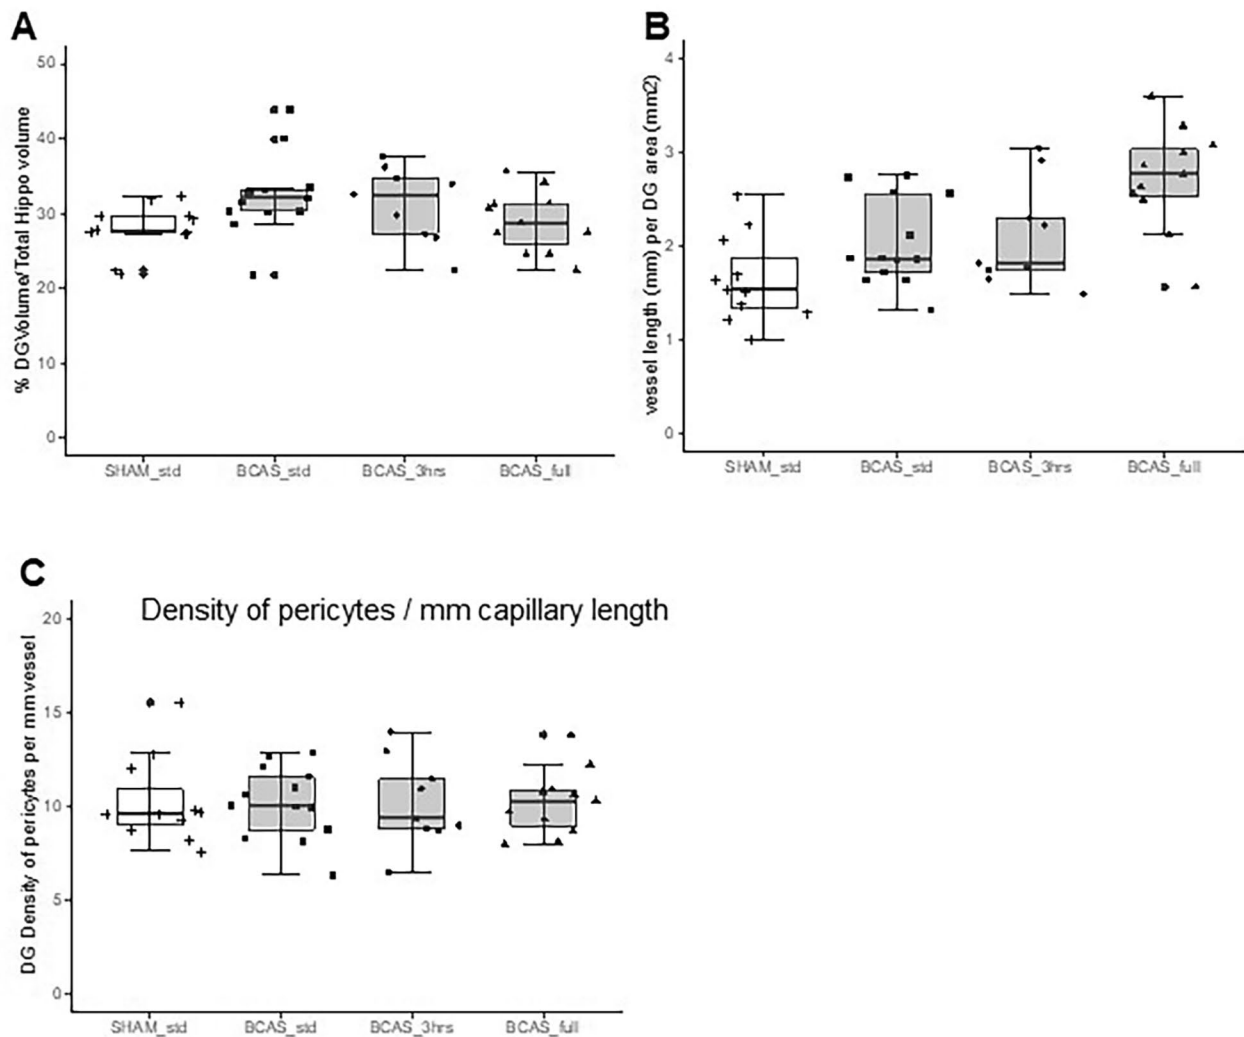 A
% DGVolume/Total Hippo volume
50
40
30
20
10
0
SHAM_std BCAS_std BCAS_3hrs BCAS_full
B
vessel length (mm) per DG area (mm2)
4
3
2
1
0
SHAM_std BCAS_std BCAS_3hrs BCAS_full
C
Density of pericytes / mm capillary length
DG Density of pericytes per mm vessel
20
15
10
5
0
SHAM_std BCAS_std BCAS_3hrs BCAS_full